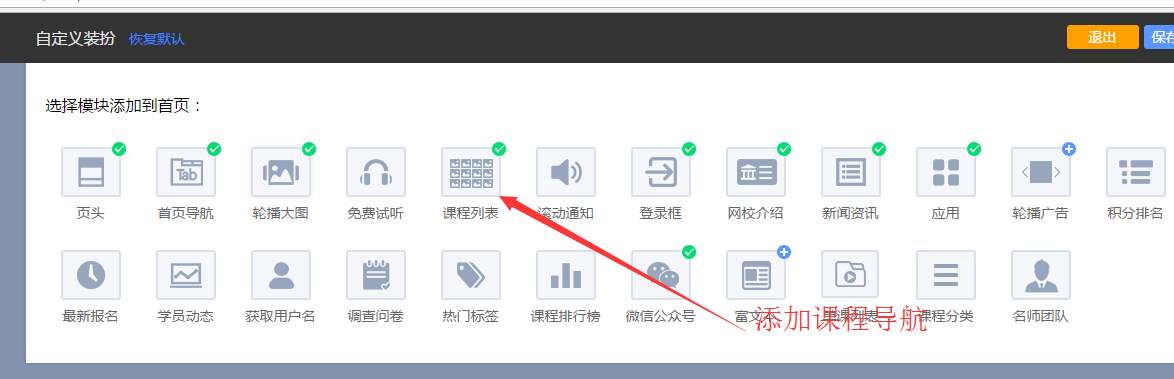 自定义装扮 恢复默认 退出 保存
选择模块添加到首页：
Tab
页头 首页导航 轮播大图 免费试听 课程列表 滚动通知 登录框 网校介绍 新闻资讯 应用 轮播广告 积分排名
最新报名 学员动态 获取用户名 调查问卷 热门标签 课程排行榜 微信公众号 富文本 课程分类 名师团队
添加课程导航